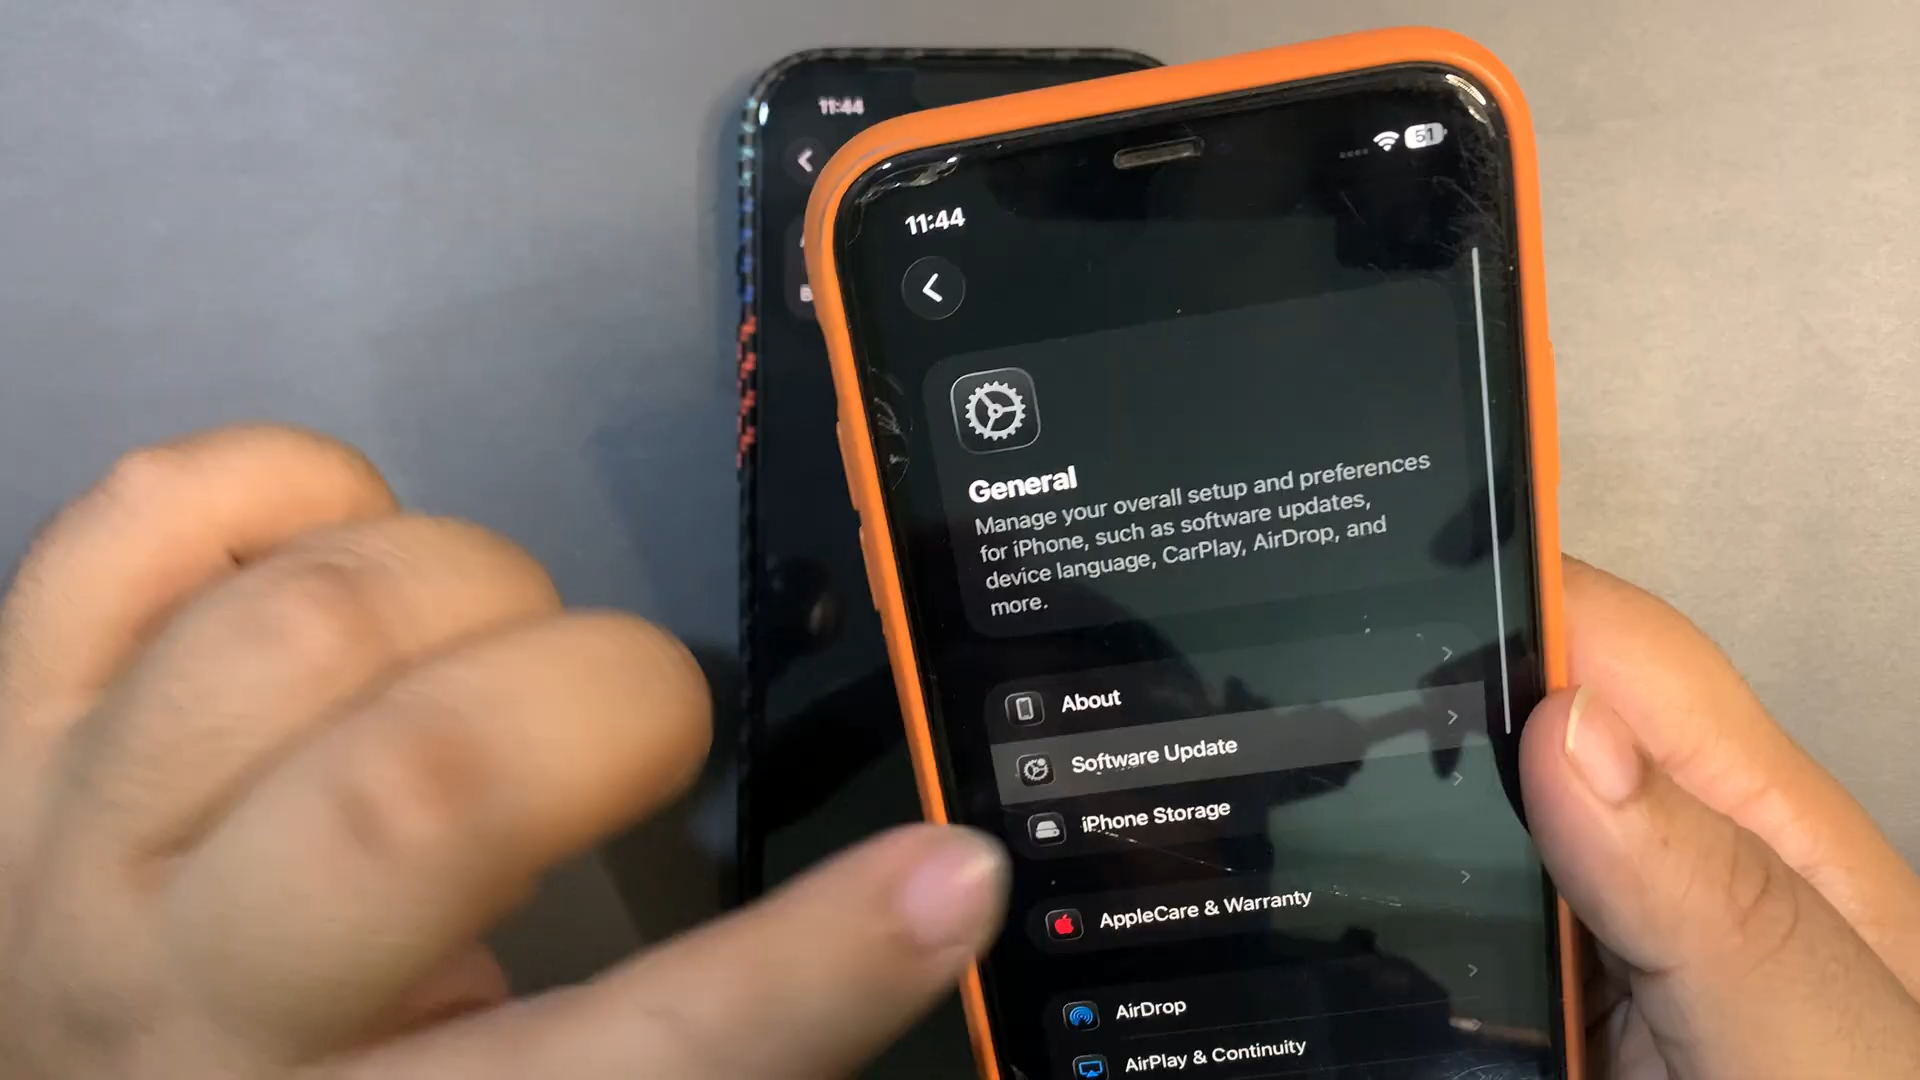 11:44
51
11:44
General
Manage your overall setup and preferences
for iPhone, such as software updates,
device language, CarPlay, AirDrop, and
more.
About
Software Update
iPhone Storage
AppleCare & Warranty
AirDrop
AirPlay & Continuity